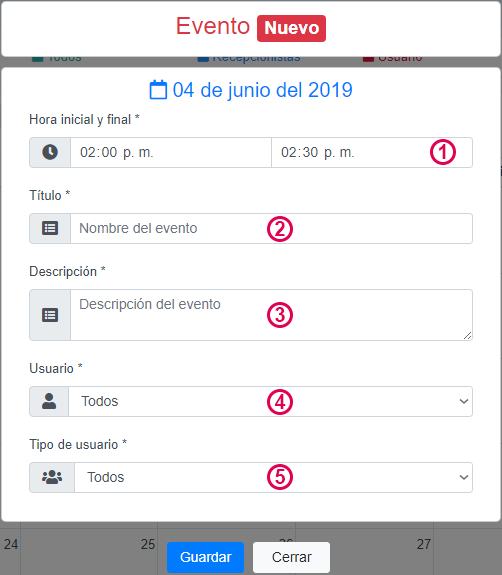 Evento Nuevo
Todos Recepcionistas Usuario
04 de junio del 2019
Hora inicial y final *
02:00 p. m. 02:30 p. m. 1
Título *
Nombre del evento 2
Descripción *
Descripción del evento 3
Usuario *
Todos 4
Tipo de usuario *
Todos 5
24 25 26 27
Guardar Cerrar